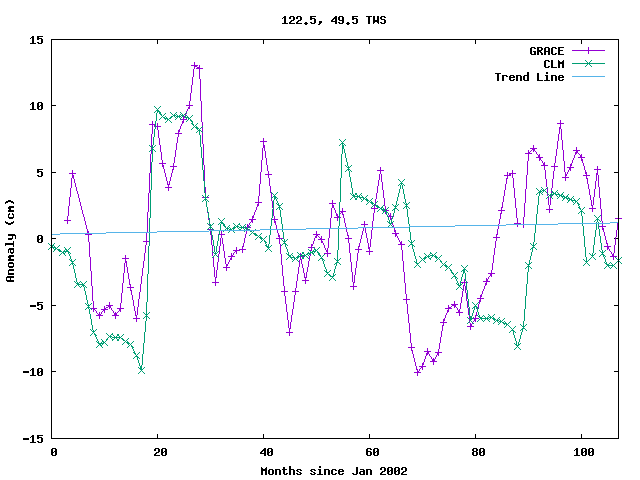 122.5, 49.5 TWS
GRACE
CLM
Trend Line
15
10
5
0
-5
-10
-15
Anomaly (cm)
0 20 40 60 80 100
Months since Jan 2002